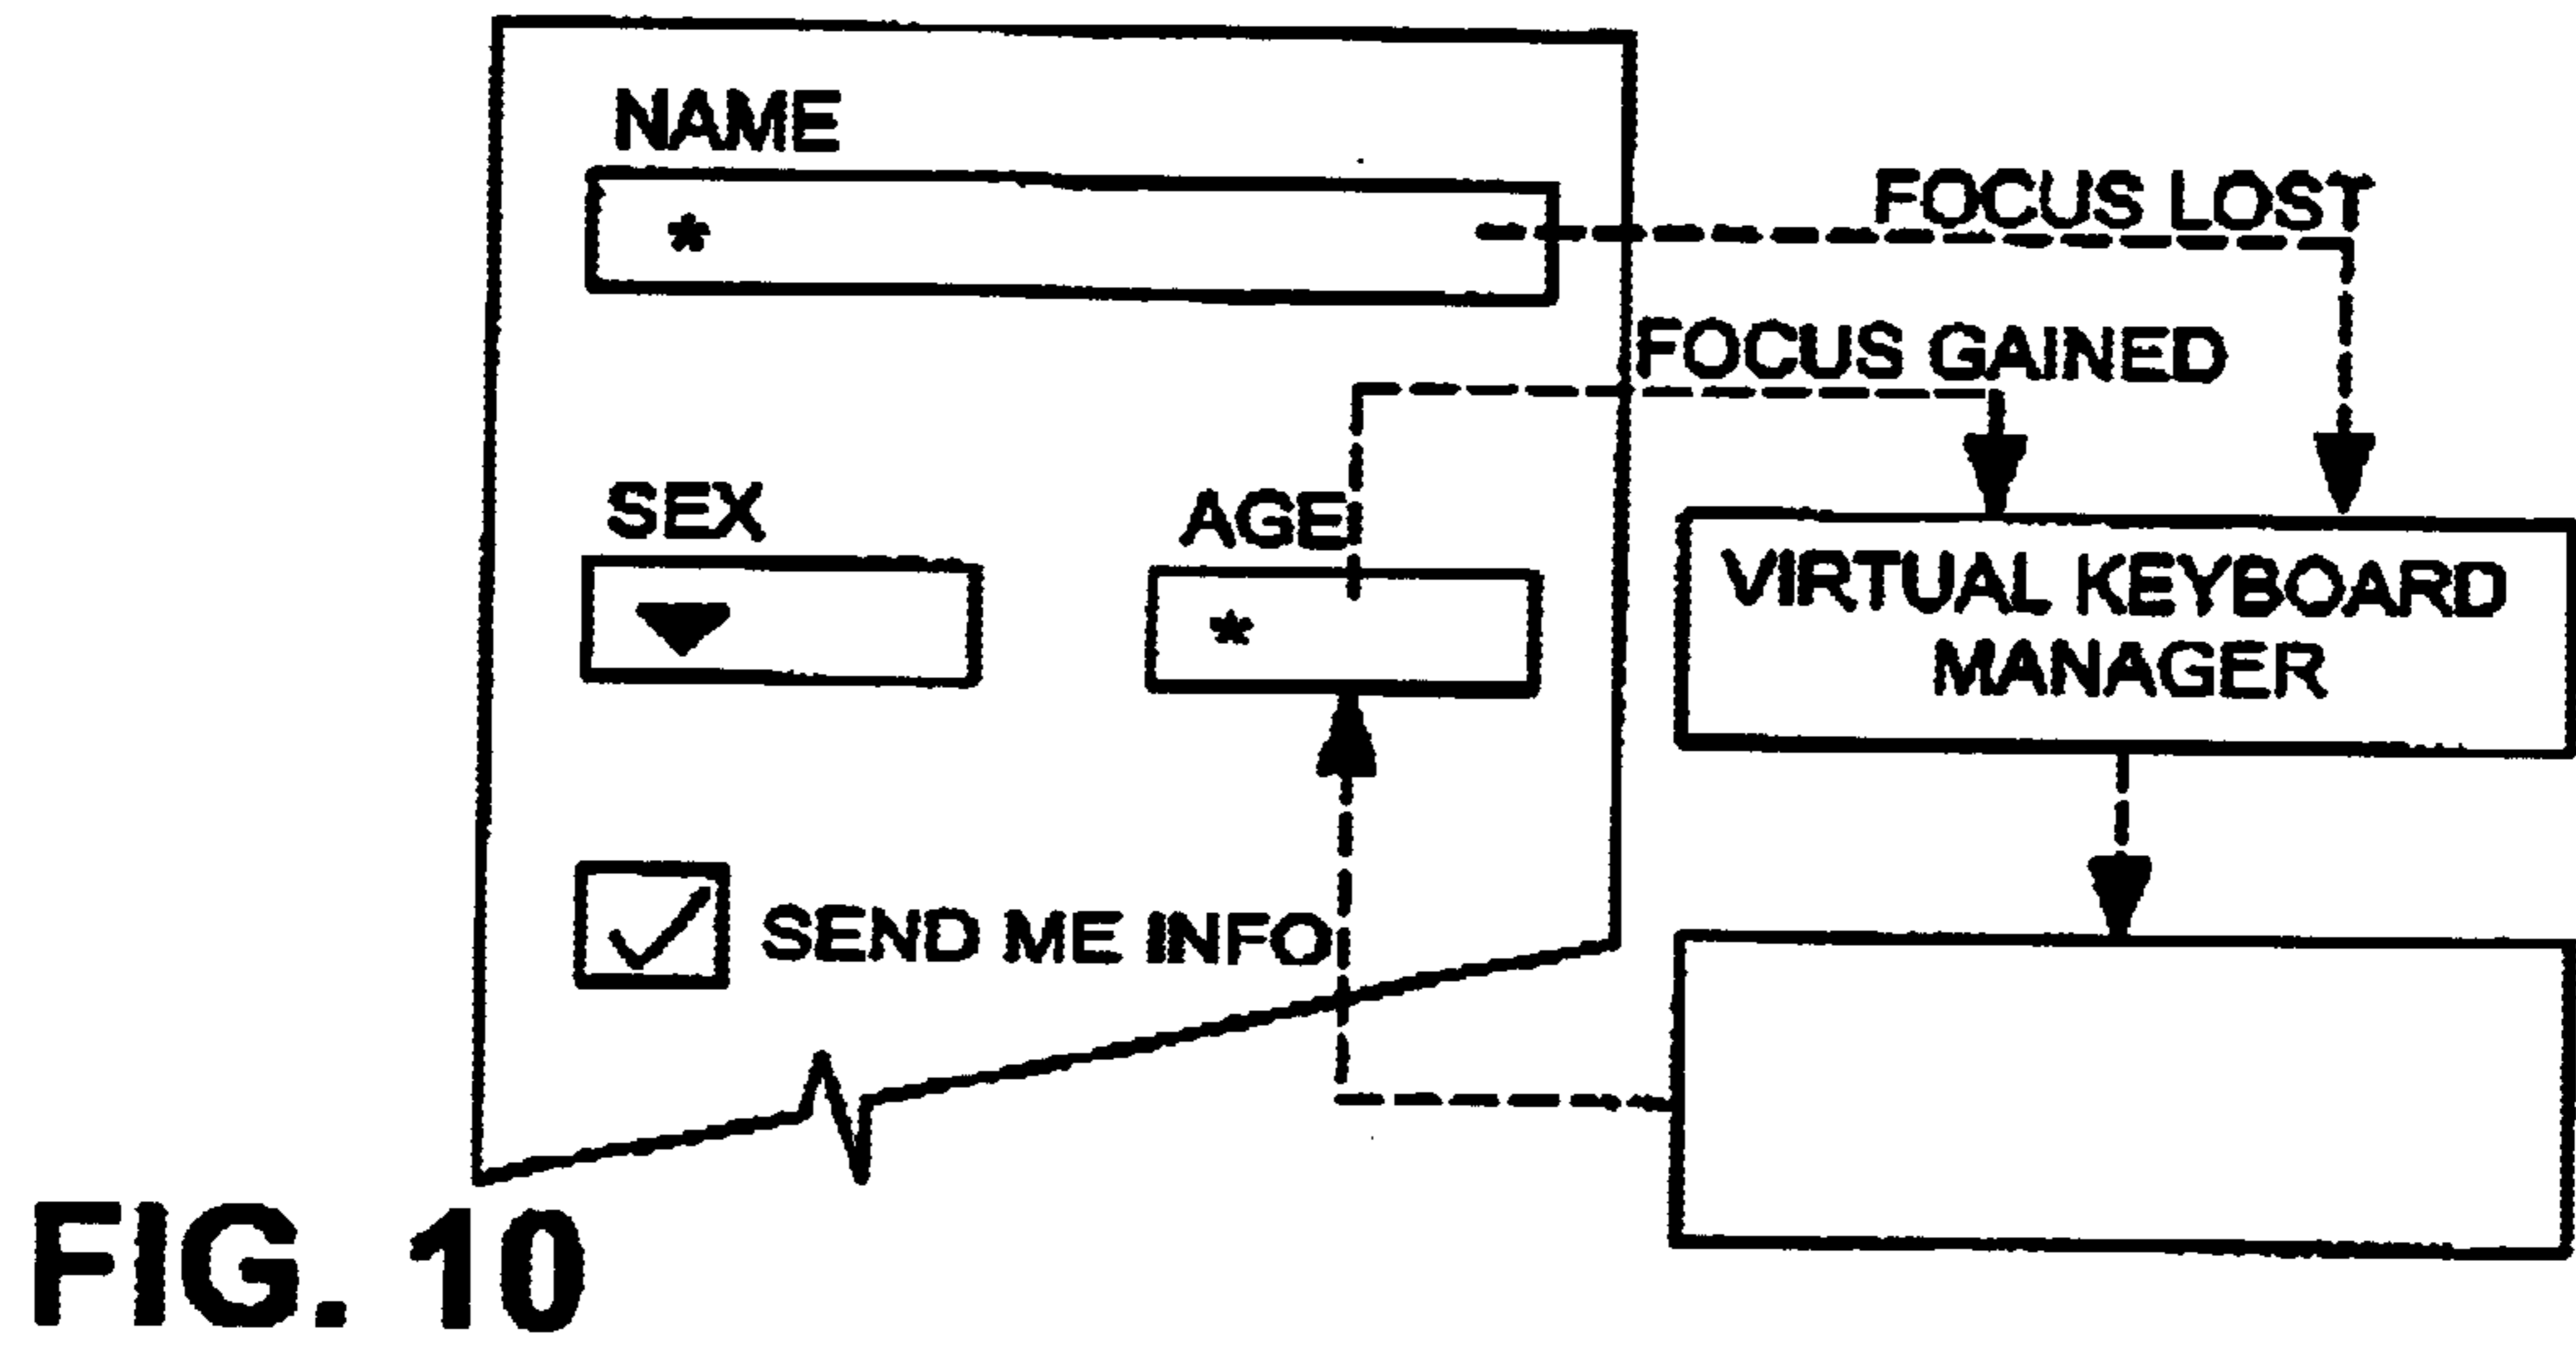 NAME
*
FOCUS LOST
FOCUS GAINED
SEX
AGE
*
VIRTUAL KEYBOARD
MANAGER
SEND ME INFO
FIG. 10